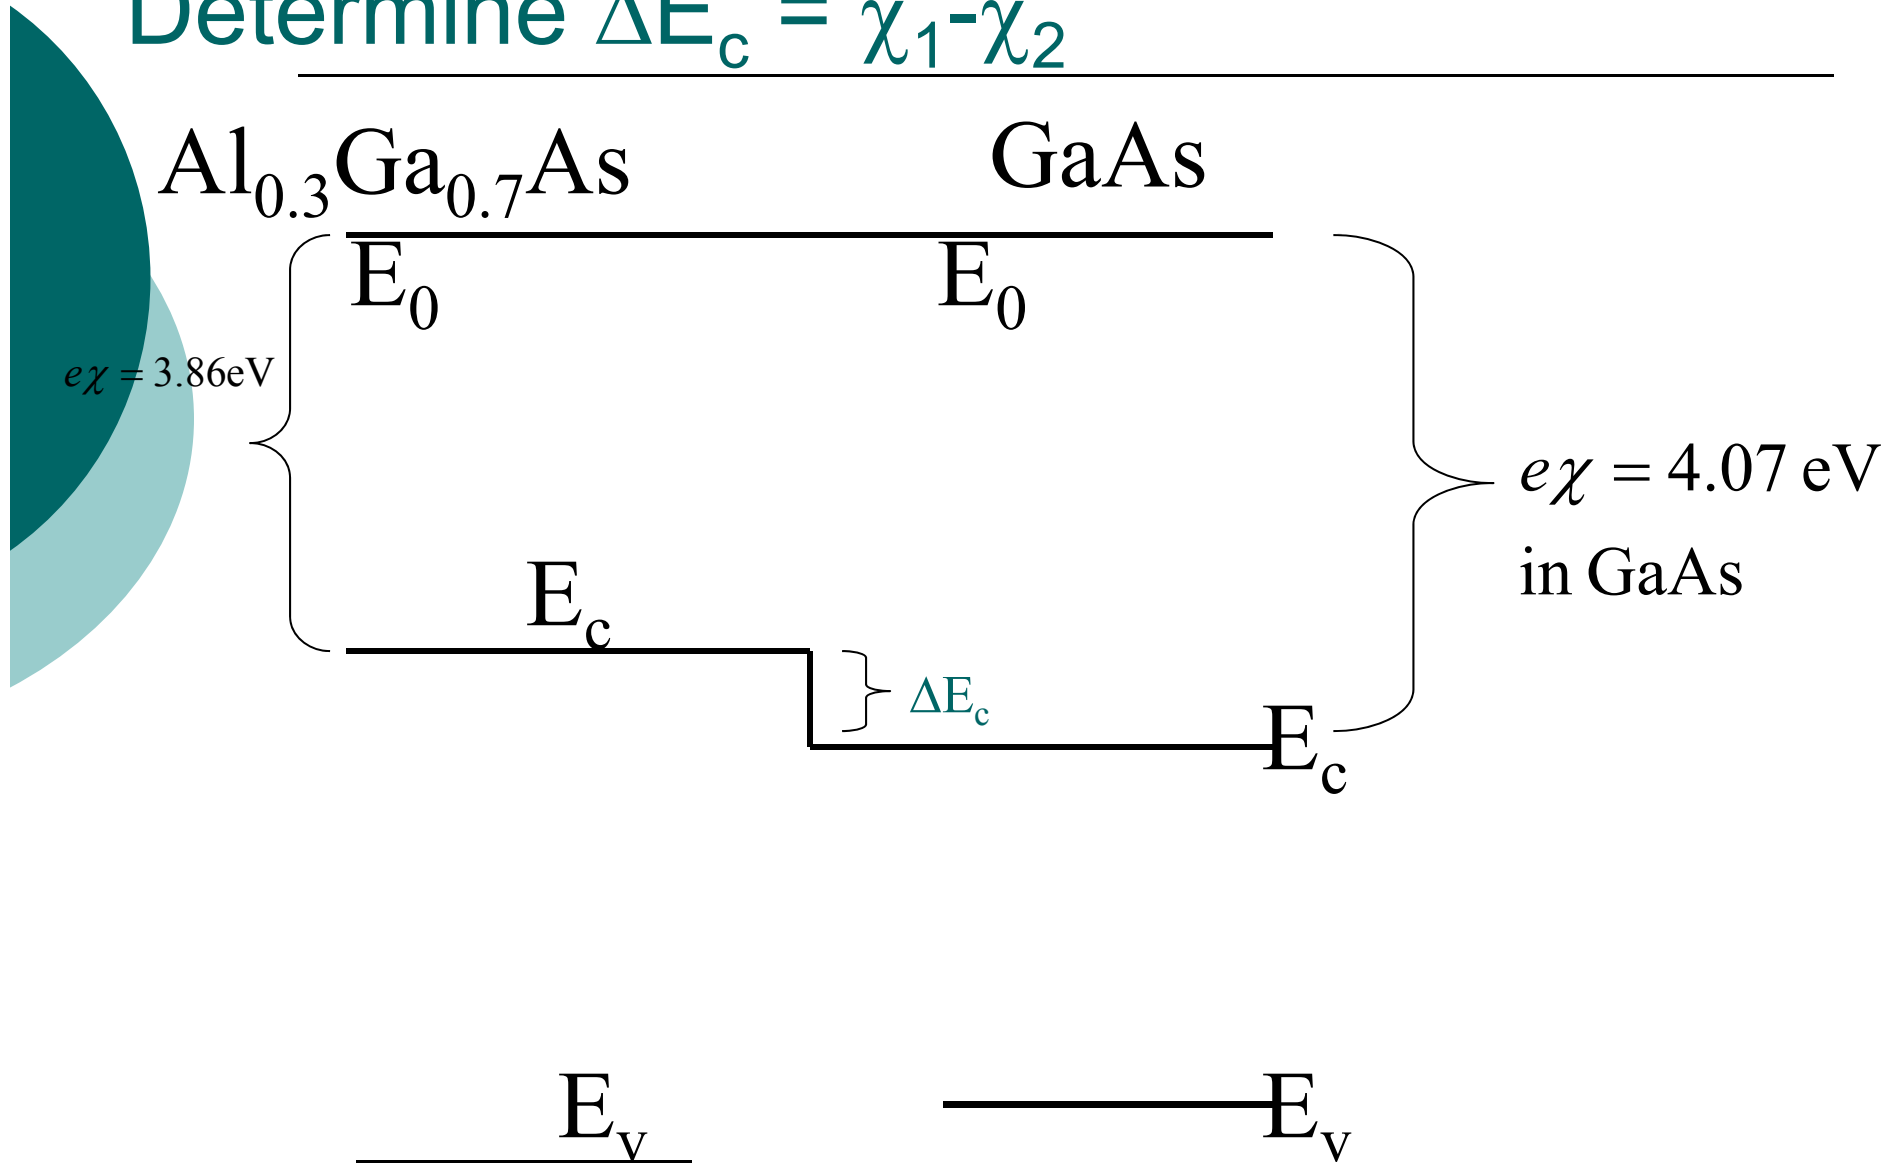 Determine ΔEc = χ1-χ2
Al0.3Ga0.7As GaAs
E0 E0
eχ = 3.86eV
eχ = 4.07 eV
in GaAs
Ec
ΔEc
Ec
Ev Ev